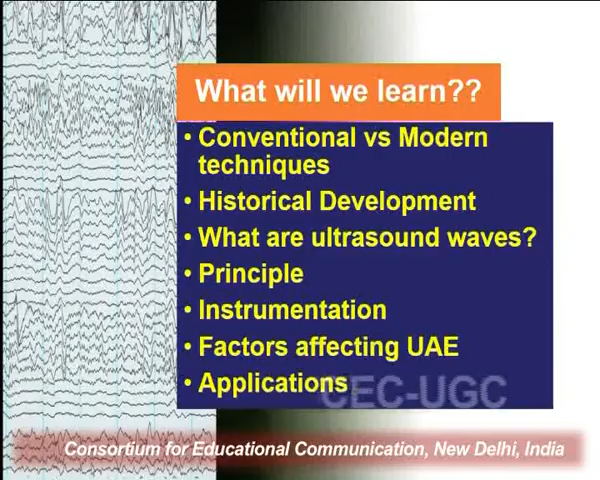 What will we learn??
• Conventional vs Modern
techniques
• Historical Development
• What are ultrasound waves?
• Principle
• Instrumentation
• Factors affecting UAE
• Applications
CEC-UGC
Consortium for Educational Communication, New Delhi, India